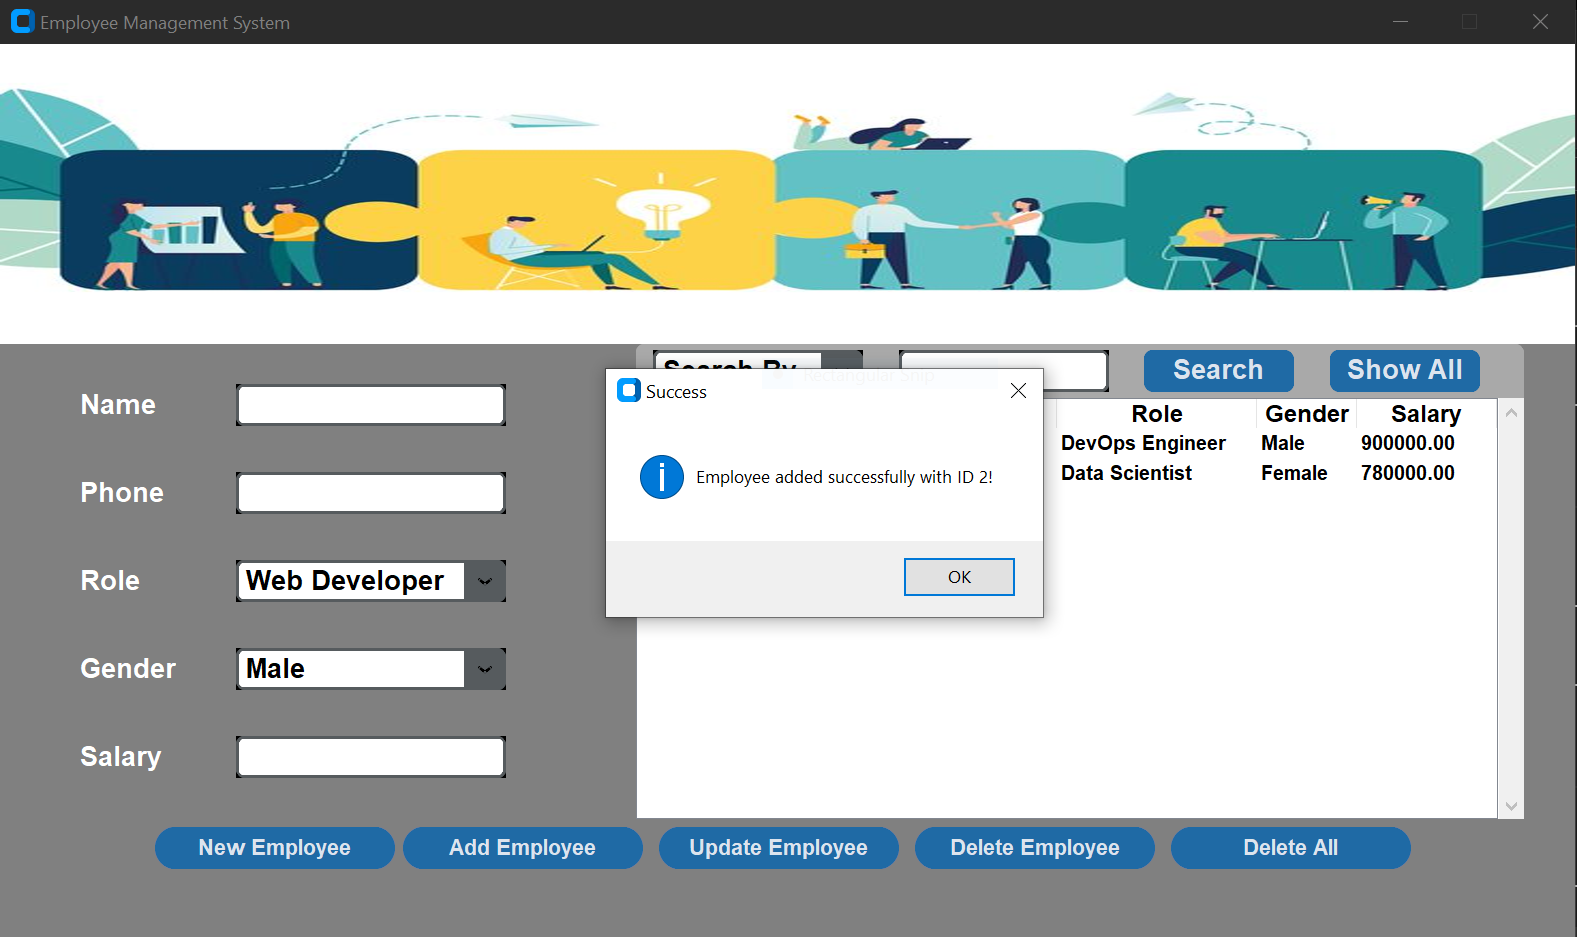 Employee Management System
Search By
Rectangular Snip
Search
Show All
Success
Employee added successfully with ID 2!
OK
Role Gender Salary
DevOps Engineer Male 900000.00
Data Scientist Female 780000.00
Name
Phone
Role
Web Developer
Gender
Male
Salary
New Employee
Add Employee
Update Employee
Delete Employee
Delete All